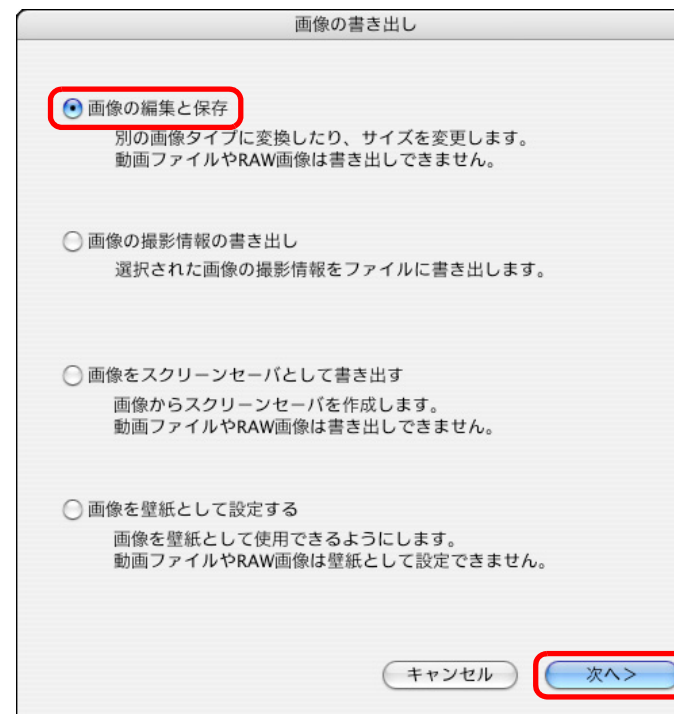 画像の書き出し
画像の編集と保存
別の画像タイプに変換したり、サイズを変更します。
動画ファイルやRAW画像は書き出しできません。
画像の撮影情報の書き出し
選択された画像の撮影情報をファイルに書き出します。
画像をスクリーンセーバとして書き出す
画像からスクリーンセーバを作成します。
動画ファイルやRAW画像は書き出しできません。
画像を壁紙として設定する
画像を壁紙として使用できるようにします。
動画ファイルやRAW画像は壁紙として設定できません。
キャンセル 次へ>